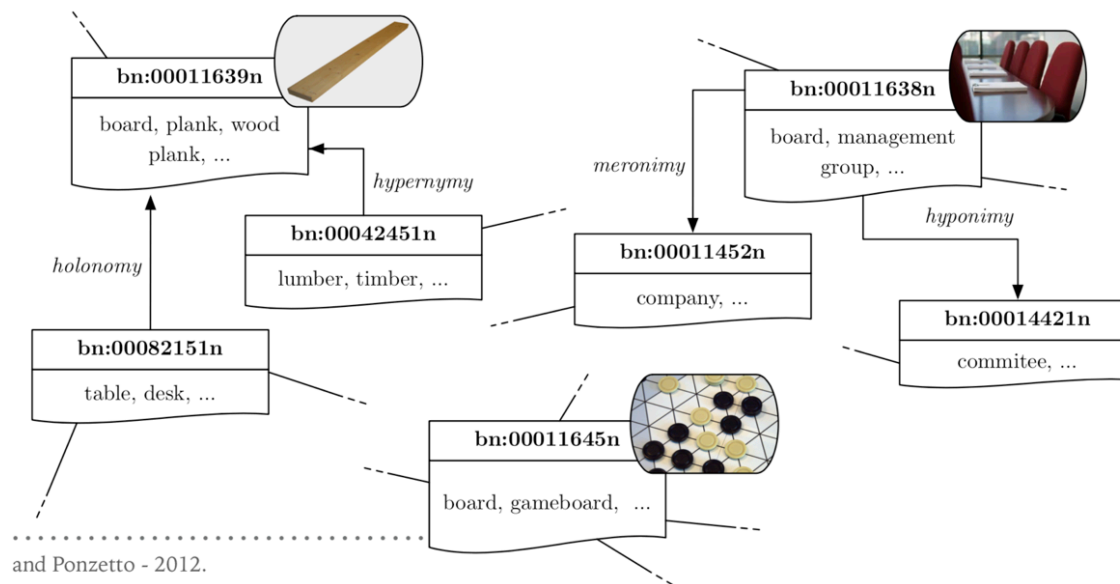 bn:00011639n
board, plank, wood
plank, ...
hypernymy
bn:00042451n
lumber, timber, ...
holonomy
bn:00082151n
table, desk, ...
bn:00011638n
board, management
group, ...
meronimy
hyponimy
bn:00011452n
company, ...
bn:00014421n
commitee, ...
bn:00011645n
board, gameboard, ...
and Ponzetto - 2012.